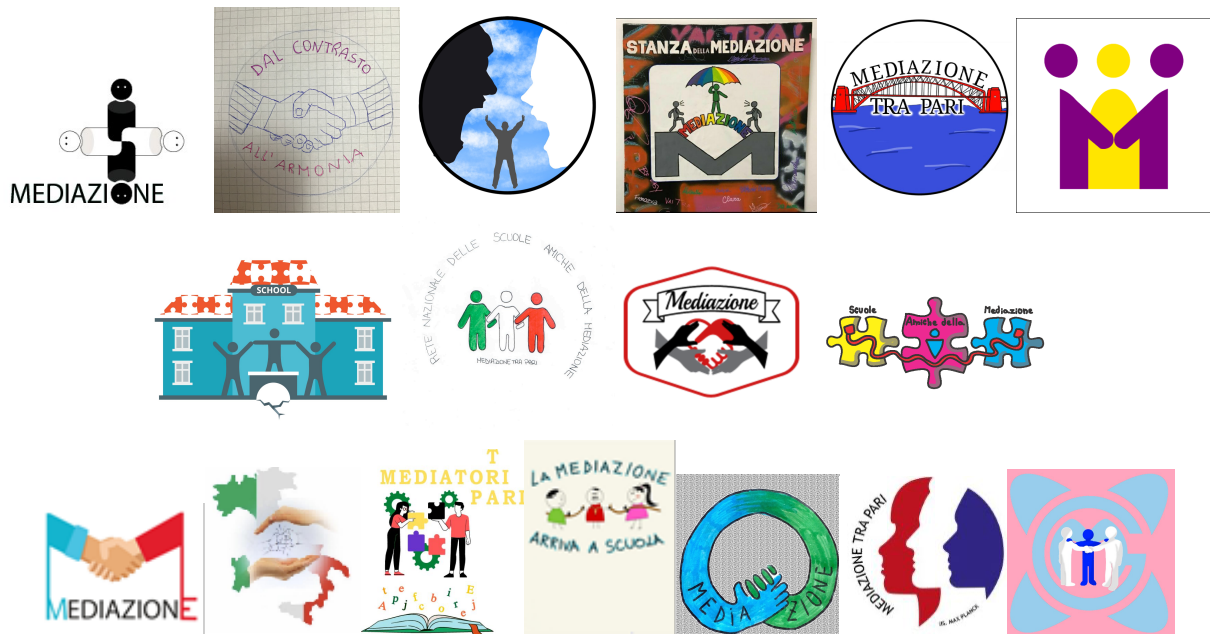 MEDIAZIONE
DAL CONTRASTO
ALL'ARMONIA
VAI TRA!
STANZA DELLA MEDIAZIONE
MEDIAZIONE
MEDIAZIONE
TRA PARI
SCHOOL
RETE NAZIONALE DELLE SCUOLE AMICHE DELLA MEDIAZIONE
MEDIAZIONE TRA PARI
Mediazione
Scuole
Amiche della
Mediazione
MEDIAZIONE
T
MEDIATORI
PARI
LA MEDIAZIONE
ARRIVA A SCUOLA
MEDIA ZIONE
MEDIAZIONE TRA PARI
IIS. MAX PLANCK